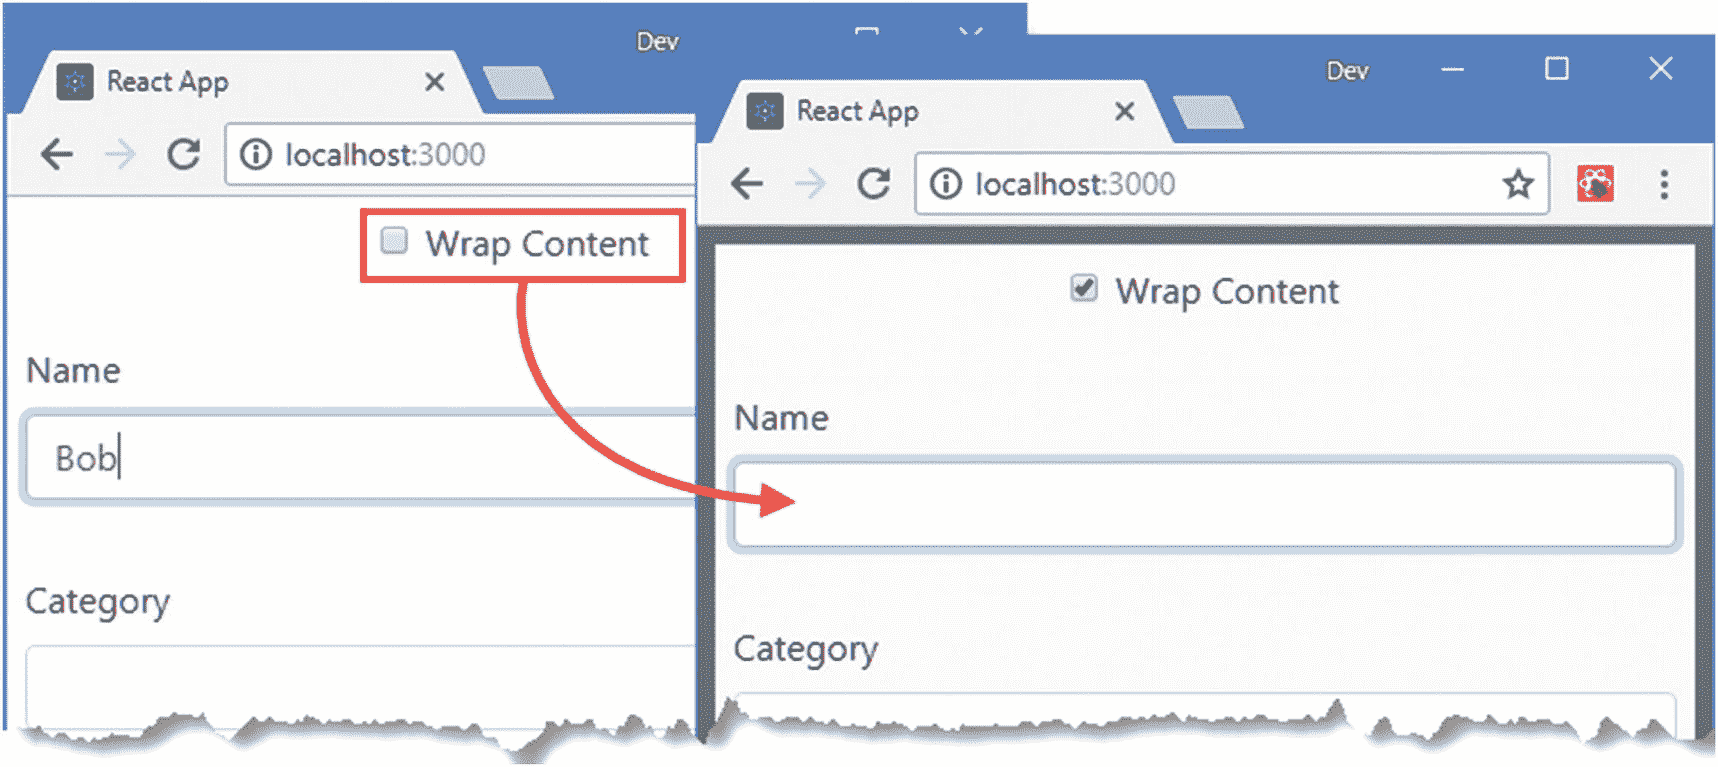 Dev
React App
localhost:3000
Wrap Content
Name
Bob
Category
Dev
React App
localhost:3000
Wrap Content
Name
Category